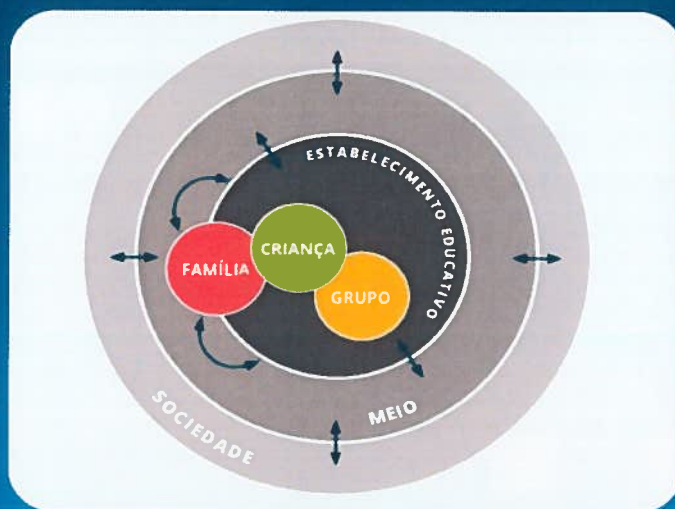 ESTABELECIMENTO EDUCATIVO
CRIANÇA
FAMÍLIA
GRUPO
MEIO
SOCIEDADE